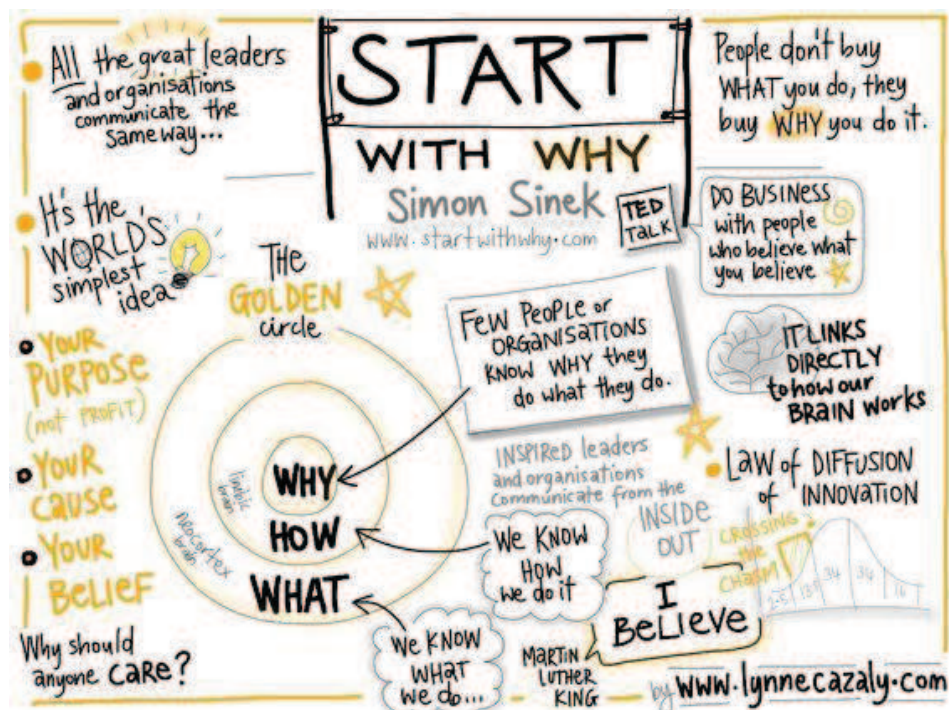 START
WITH WHY
Simon Sinek
www.startwithwhy.com
TED
TALK
All the great leaders
and organisations
communicate the
same way...
It's the
WORLD'S
simplest
idea
YOUR
PURPOSE
(not PROFIT)
YOUR
CAUSE
YOUR
BELIEF
Why should
anyone CARE?
THE
GOLDEN
circle
WHY
limbic
brain
HOW
neocortex
brain
WHAT
FEW PEOPLE or
ORGANISATIONS
KNOW WHY they
do what they do.
INSPIRED leaders
and organisations
communicate from the
INSIDE
OUT
We KNOW
HOW
we do it
We KNOW
WHAT
we do...
I
BeLIeve
MARTIN
LUTHER
KING
People don't buy
WHAT you do, they
buy WHY you do it.
DO BUSINESS
with people
who believe what
you believe
IT LINKS
DIRECTLY
to how our
BRAIN works
LAW of DIFFUSION
of INNOVATION
CROSSING
the
CHASM
34 34
16
by www.lynnecazaly.com